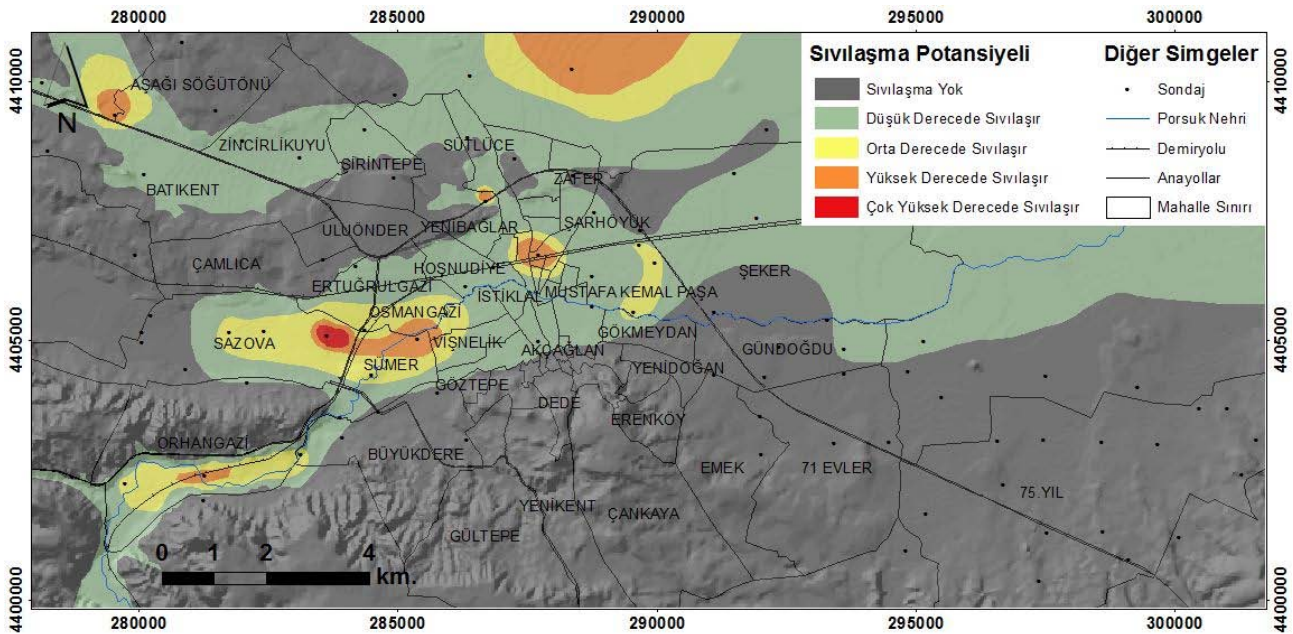 280000 285000 290000 295000 300000
4410000
4410000
Sıvılaşma Potansiyeli
Sıvılaşma Yok
Düşük Derecede Sıvılaşır
Orta Derecede Sıvılaşır
Yüksek Derecede Sıvılaşır
Çok Yüksek Derecede Sıvılaşır
Diğer Simgeler
Sondaj
Porsuk Nehri
Demiryolu
Anayollar
Mahalle Sınırı
N
AŞAĞI SÖĞÜTÖNÜ
ZİNCİRLİKUYU
SÜTLÜCE
ŞİRİNTEPE
ZAFER
BATIKENT
ULUÖNDER
YENİBAĞLAR
ŞARHÖYÜK
ÇAMLICA
HOŞNUDİYE
ŞEKER
ERTUĞRULGAZİ
İSTİKLAL
MUSTAFA KEMAL PAŞA
OSMANGAZİ
GÖKMEYDAN
4405000
SAZOVA
VİŞNELİK
AKÇAĞLAN
GÜNDOĞDU
4405000
SÜMER
YENİDOĞAN
GÖZTEPE
DEDE
ERENKÖY
ORHANGAZİ
BÜYÜKDERE
EMEK
71 EVLER
75.YIL
YENİKENT
ÇANKAYA
GÜLTEPE
0 1 2 4
km.
4400000
4400000
280000 285000 290000 295000 300000